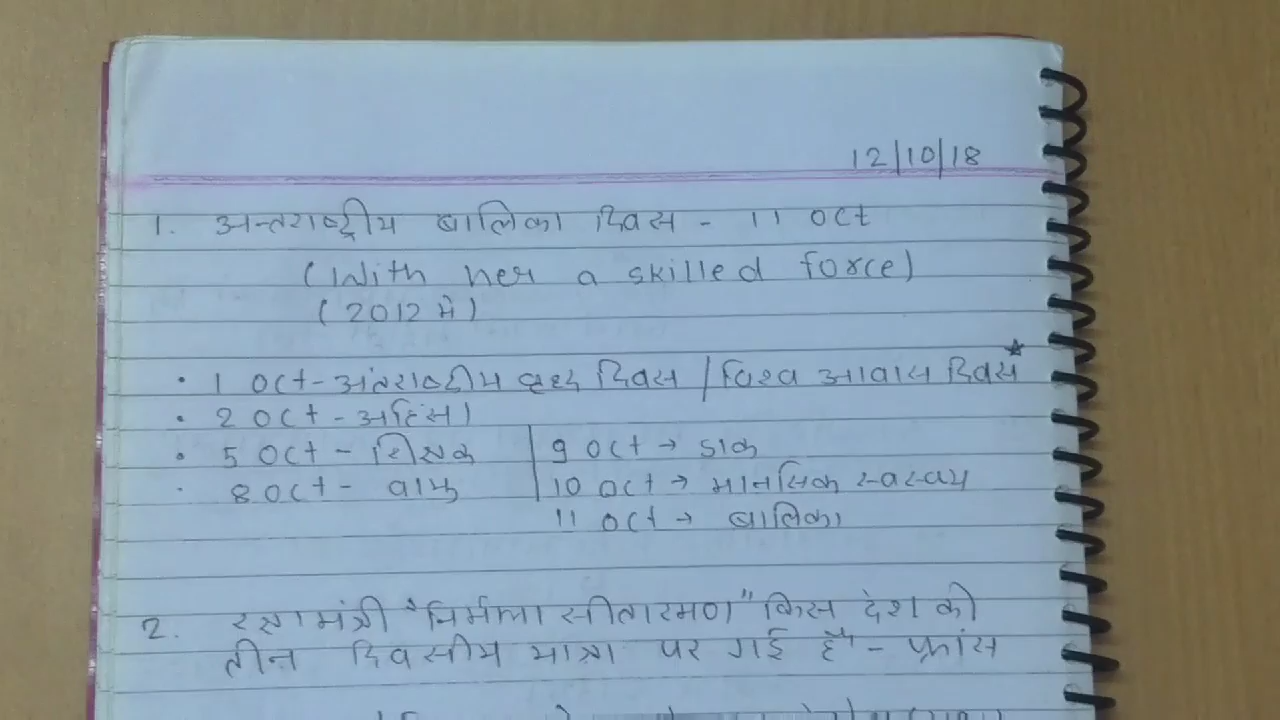 12/10/18
1. अन्तराष्ट्रीय बालिका दिवस - 11 Oct
(With her a skilled force)
(2012 मे)
• 1 Oct - अंतराष्ट्रीय वृद्ध दिवस / विश्व आवास दिवस*
• 2 Oct - अहिंसा
• 5 Oct - शिक्षक
• 8 Oct - वायु
9 Oct → डाक
10 Oct → मानसिक स्वास्थ्य
11 Oct → बालिका
2. रक्षामंत्री "निर्मला सीतारमण" किस देश की
तीन दिवसीय यात्रा पर गई है - फ्रांस